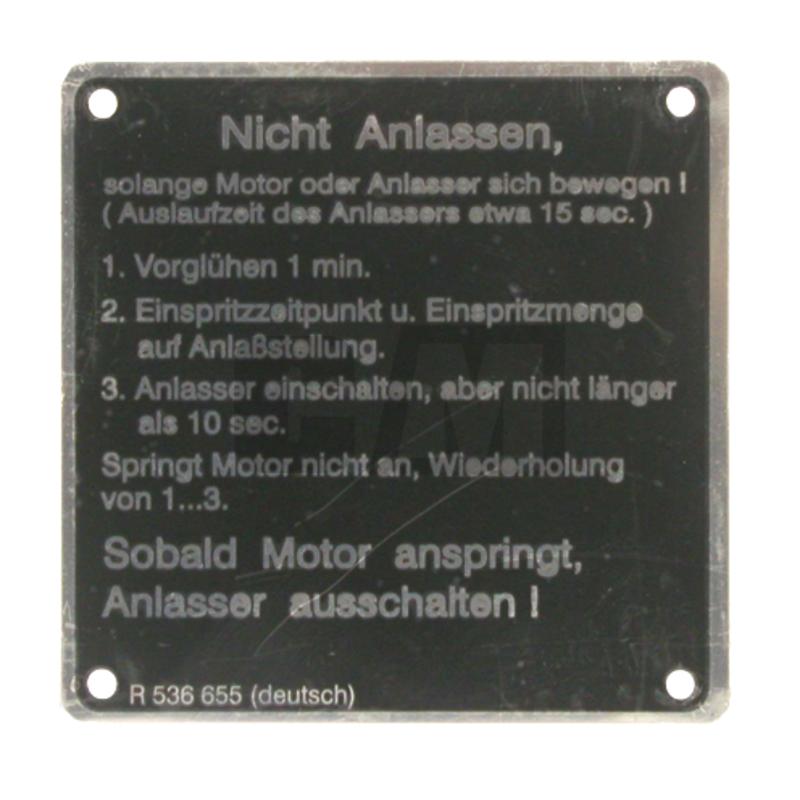 Nicht Anlassen,
solange Motor oder Anlasser sich bewegen !
( Auslaufzeit des Anlassers etwa 15 sec. )
1. Vorglühen 1 min.
2. Einspritzzeitpunkt u. Einspritzmenge
auf Anlaßstellung.
3. Anlasser einschalten, aber nicht länger
als 10 sec.
Springt Motor nicht an, Wiederholung
von 1...3.
Sobald Motor anspringt,
Anlasser ausschalten !
R 536 655 (deutsch)